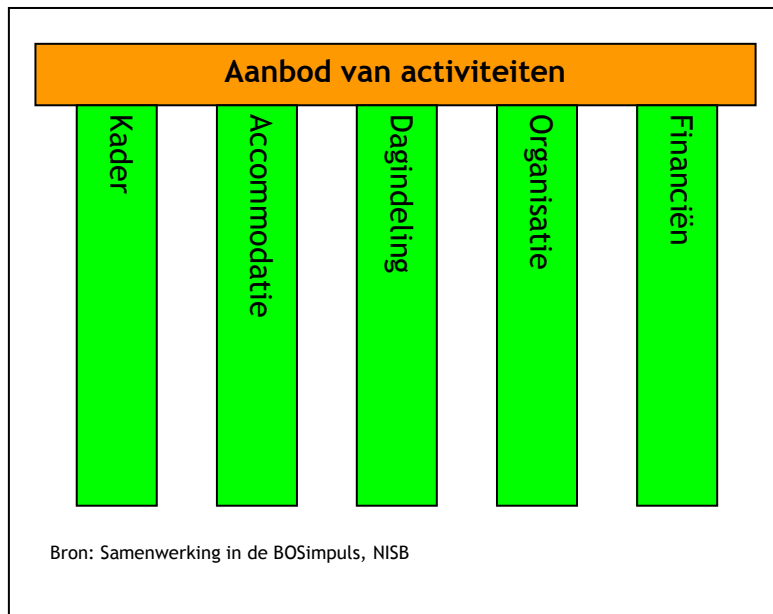 Aanbod van activiteiten
Kader
Accommodatie
Dagindeling
Organisatie
Financiën
Bron: Samenwerking in de BOSimpuls, NISB